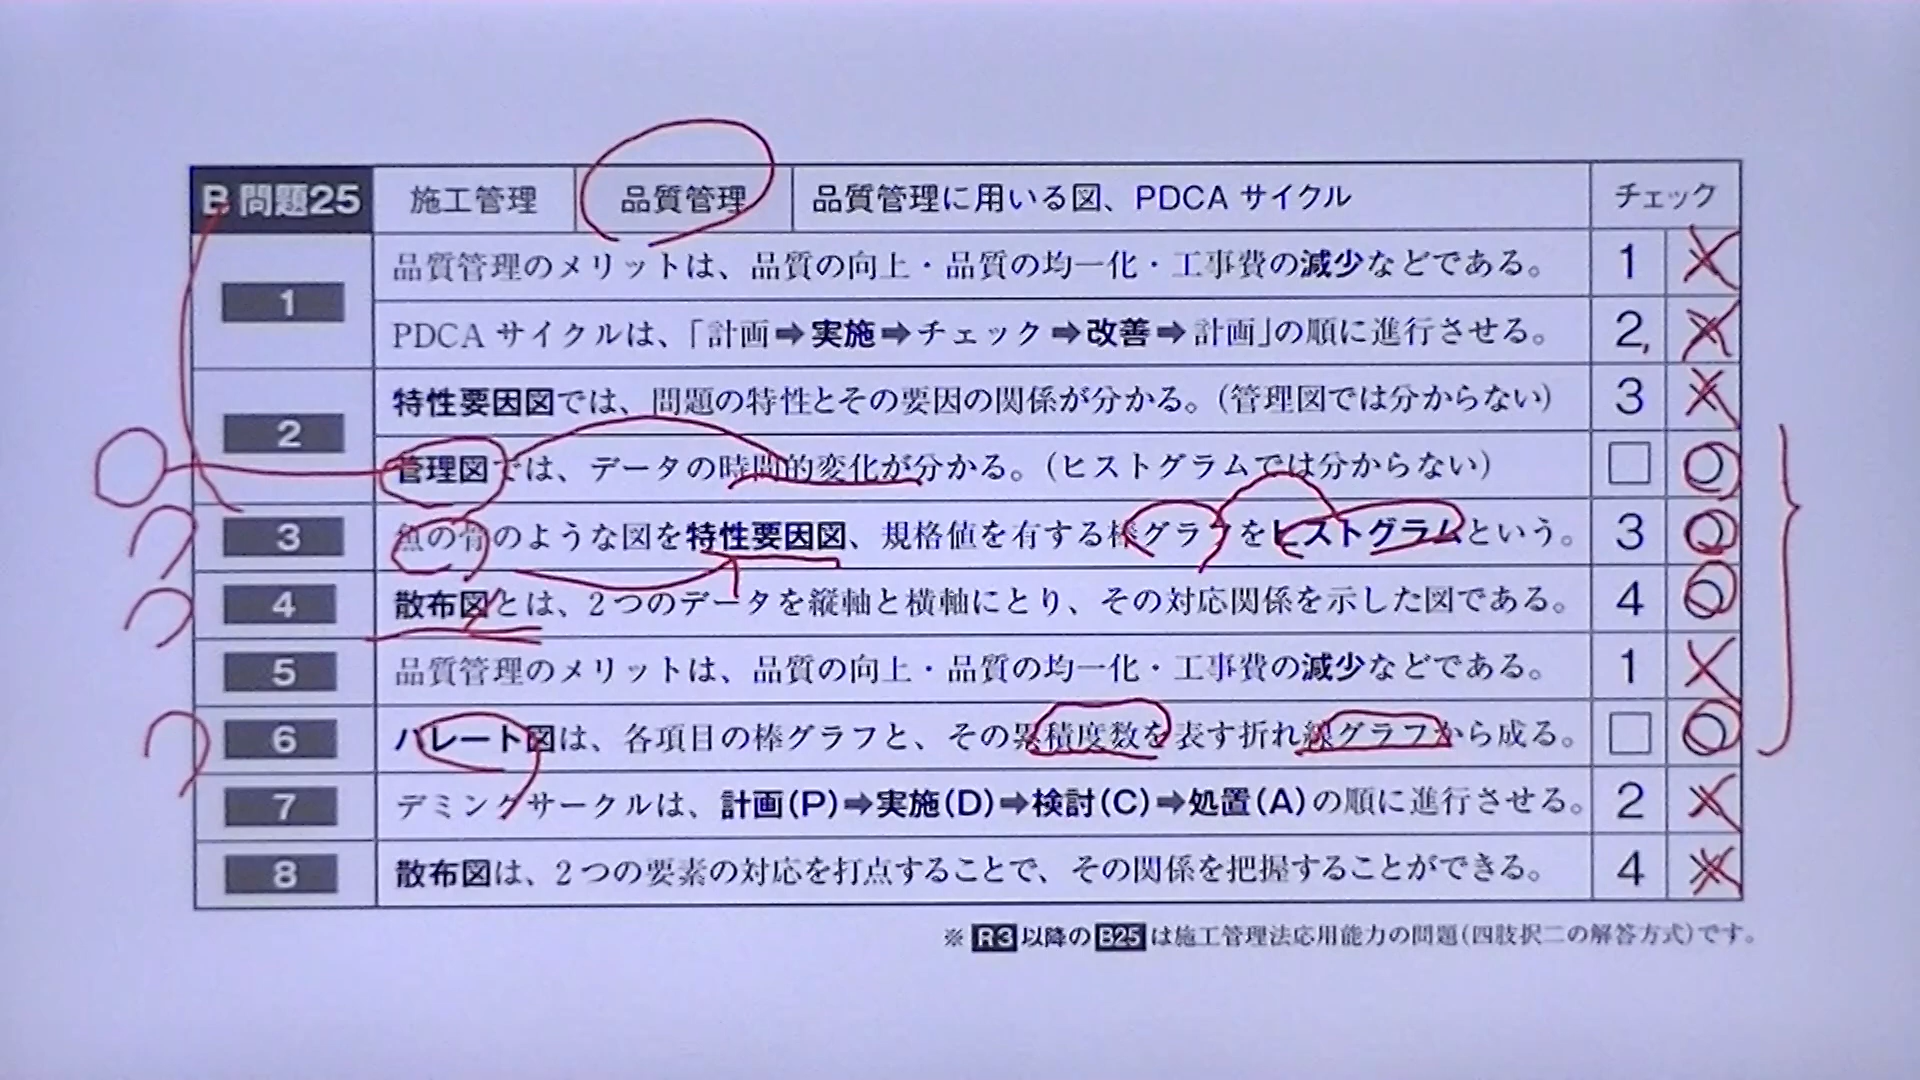 B 問題25 施工管理 品質管理 品質管理に用いる図、PDCA サイクル チェック
1 品質管理のメリットは、品質の向上・品質の均一化・工事費の減少などである。 1
PDCA サイクルは、「計画➡実施➡チェック➡改善➡計画」の順に進行させる。 2,
2 特性要因図では、問題の特性とその要因の関係が分かる。(管理図では分からない) 3
管理図では、データの時間的変化が分かる。(ヒストグラムでは分からない) □
3 魚の骨のような図を特性要因図、規格値を有する棒グラフをヒストグラムという。 3
4 散布図とは、2つのデータを縦軸と横軸にとり、その対応関係を示した図である。 4
5 品質管理のメリットは、品質の向上・品質の均一化・工事費の減少などである。 1
6 パレート図は、各項目の棒グラフと、その累積度数を表す折れ線グラフから成る。 □
7 デミングサークルは、計画(P)➡実施(D)➡検討(C)➡処置(A)の順に進行させる。 2
8 散布図は、2つの要素の対応を打点することで、その関係を把握することができる。 4
※ R3 以降の B25 は施工管理法応用能力の問題(四肢択二の解答方式)です。